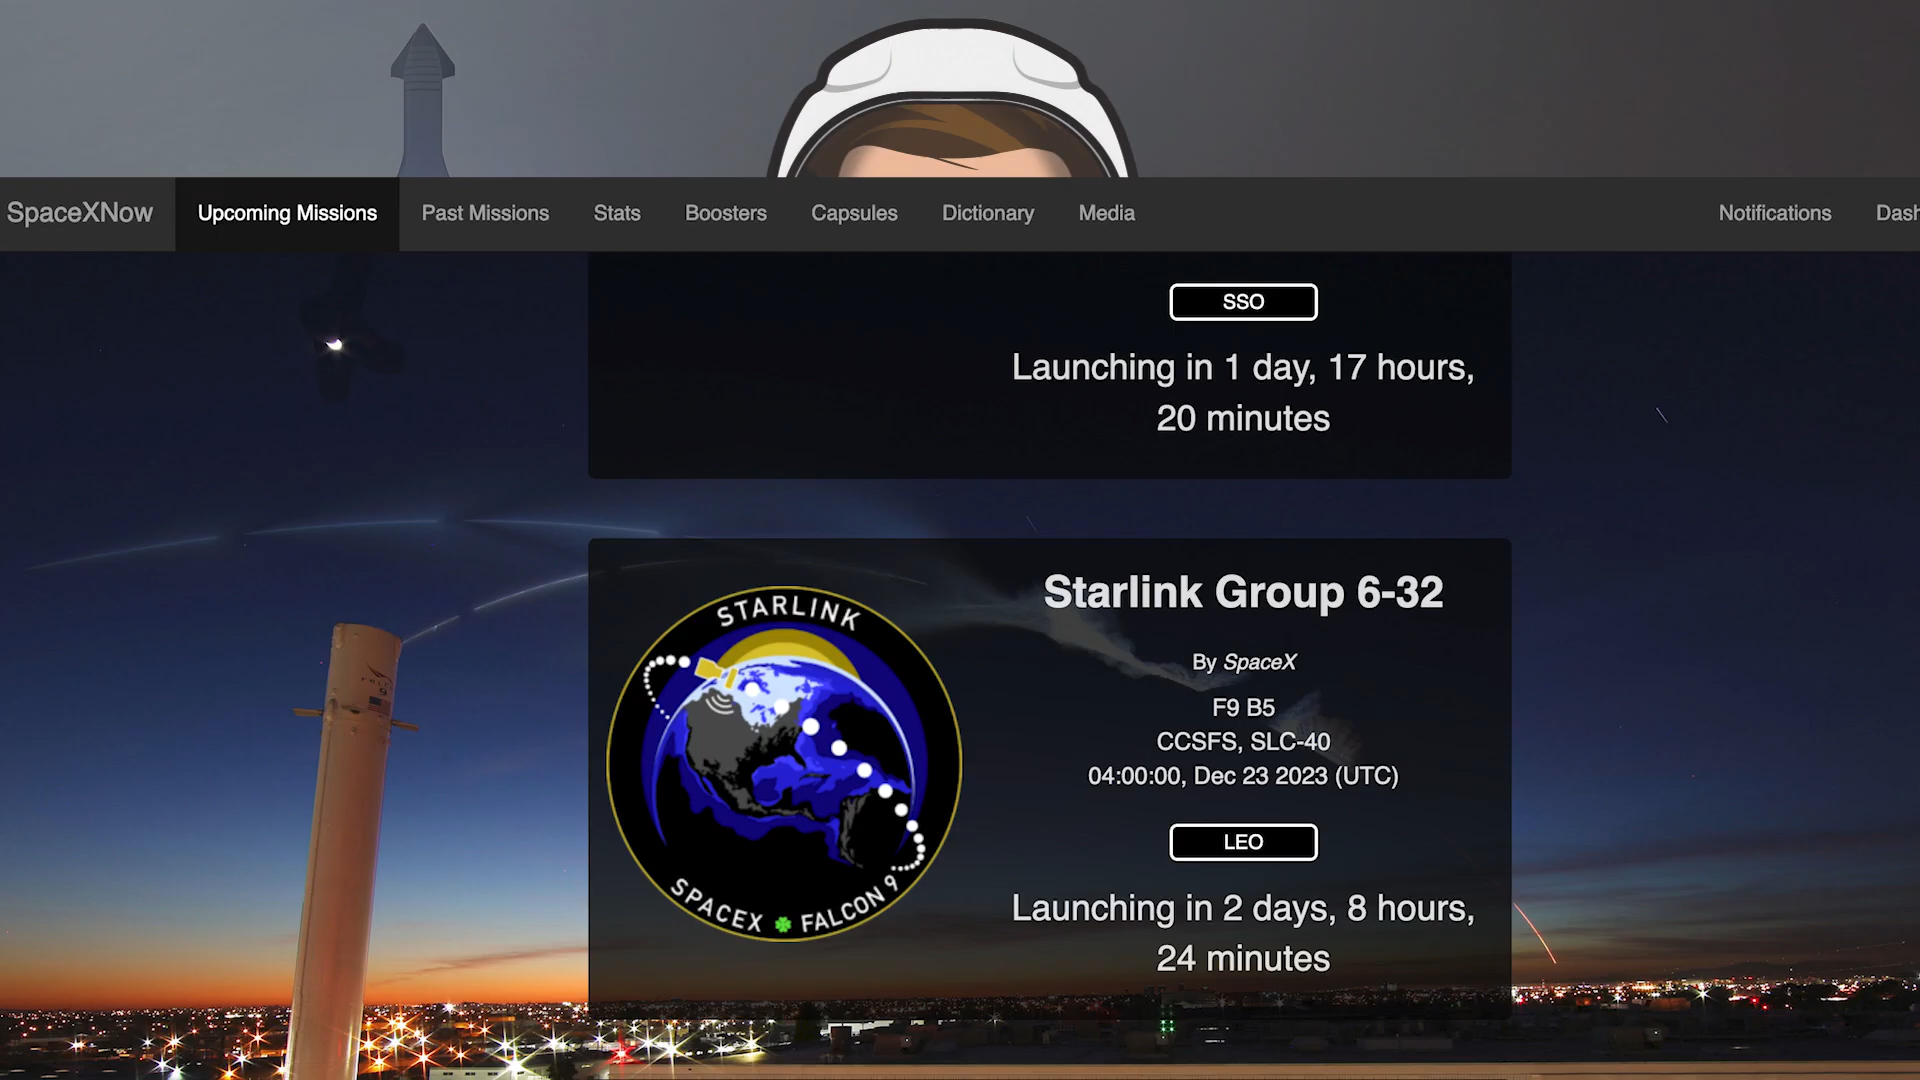 SpaceXNow
Upcoming Missions
Past Missions
Stats
Boosters
Capsules
Dictionary
Media
Notifications
SSO
Launching in 1 day, 17 hours,
20 minutes
STARLINK
SPACEX FALCON 9
Starlink Group 6-32
By SpaceX
F9 B5
CCSFS, SLC-40
04:00:00, Dec 23 2023 (UTC)
LEO
Launching in 2 days, 8 hours,
24 minutes